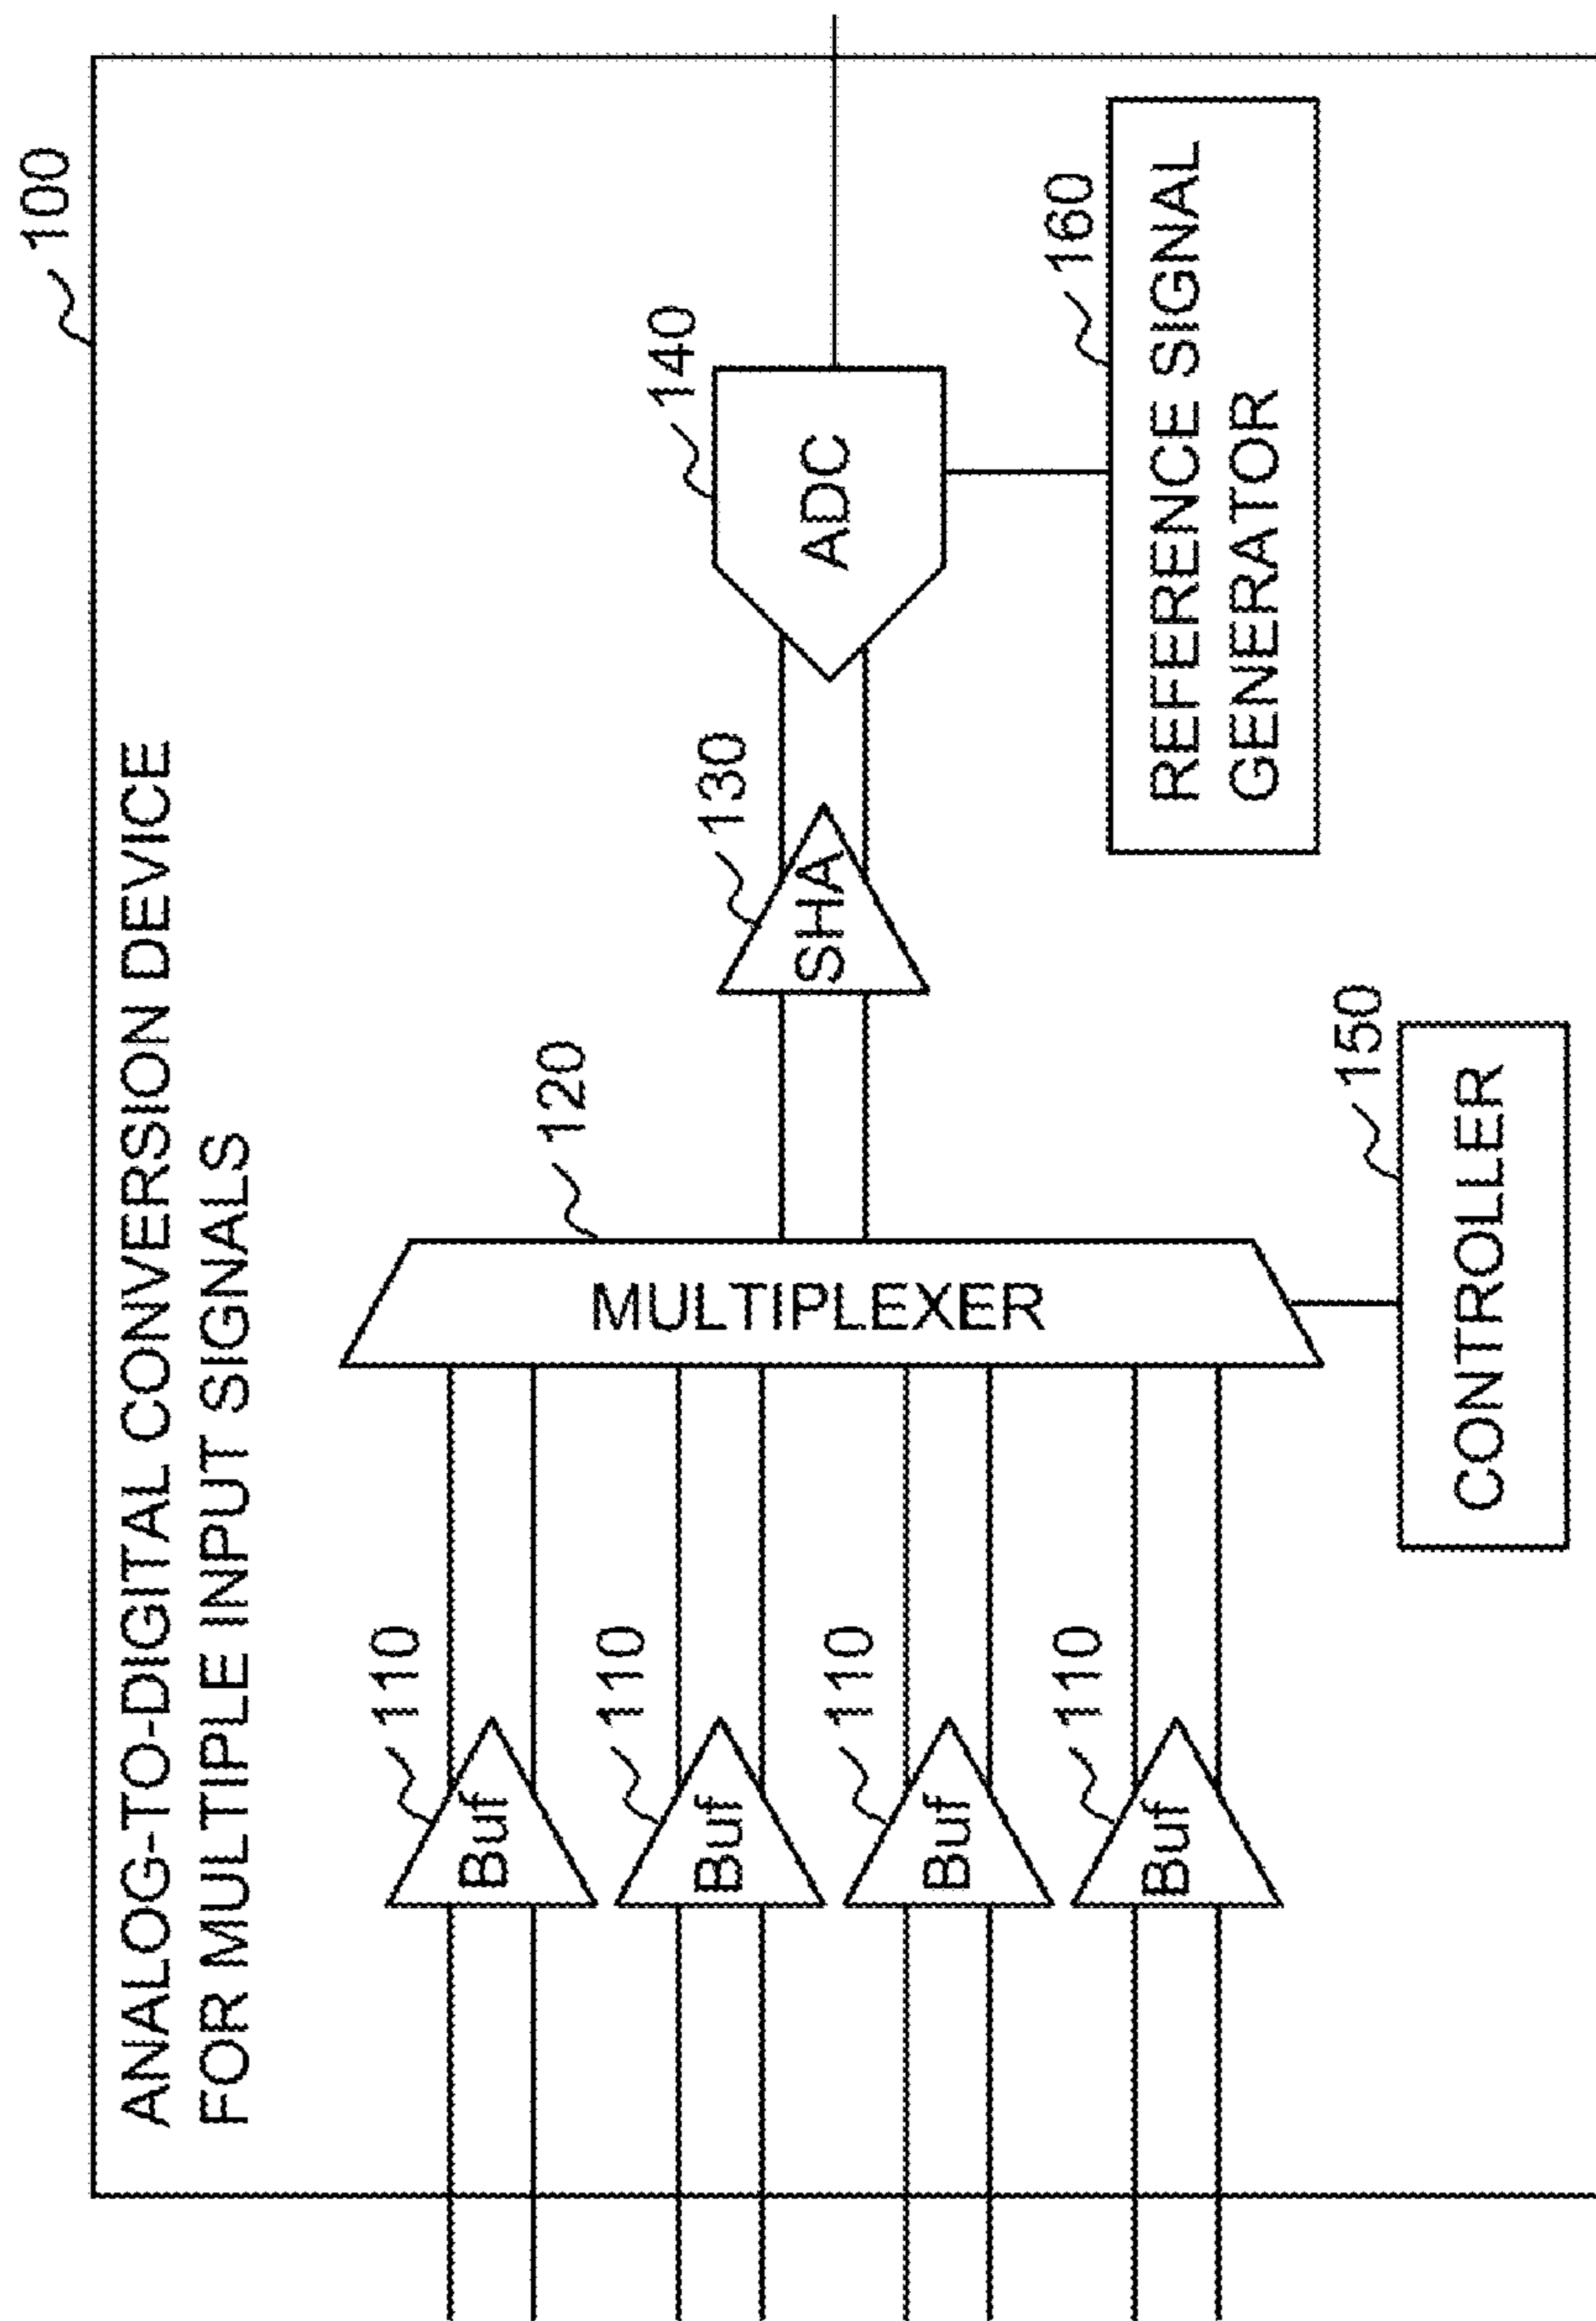 100
ANALOG-TO-DIGITAL CONVERSION DEVICE
FOR MULTIPLE INPUT SIGNALS
110
Buf
110
Buf
110
Buf
110
Buf
120
MULTIPLEXER
130
SHA
140
ADC
150
CONTROLLER
160
REFERENCE SIGNAL
GENERATOR